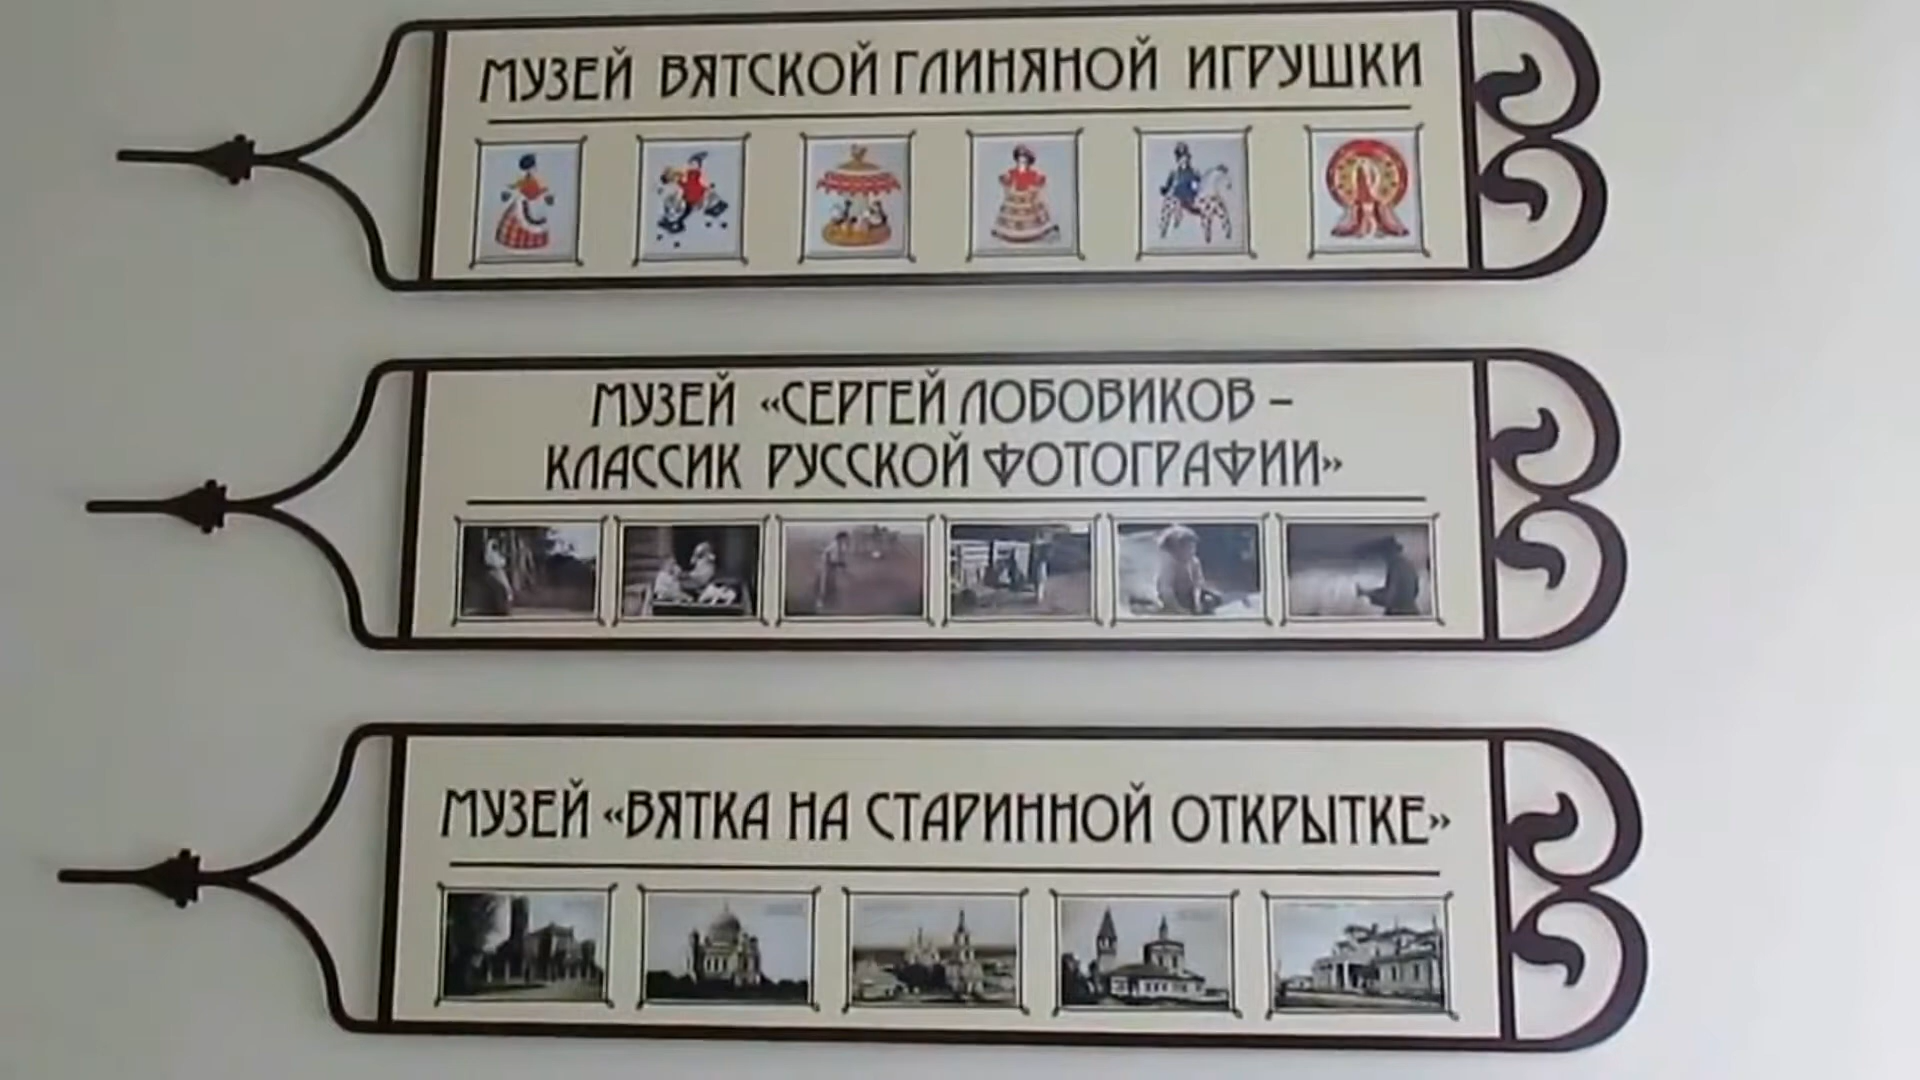 МУЗЕЙ ВЯТСКОЙ ГЛИНЯНОЙ ИГРУШКИ
МУЗЕЙ «СЕРГЕЙ ЛОБОВИКОВ –
КЛАССИК РУССКОЙ ФОТОГРАФИИ»
МУЗЕЙ «ВЯТКА НА СТАРИННОЙ ОТКРЫТКЕ»